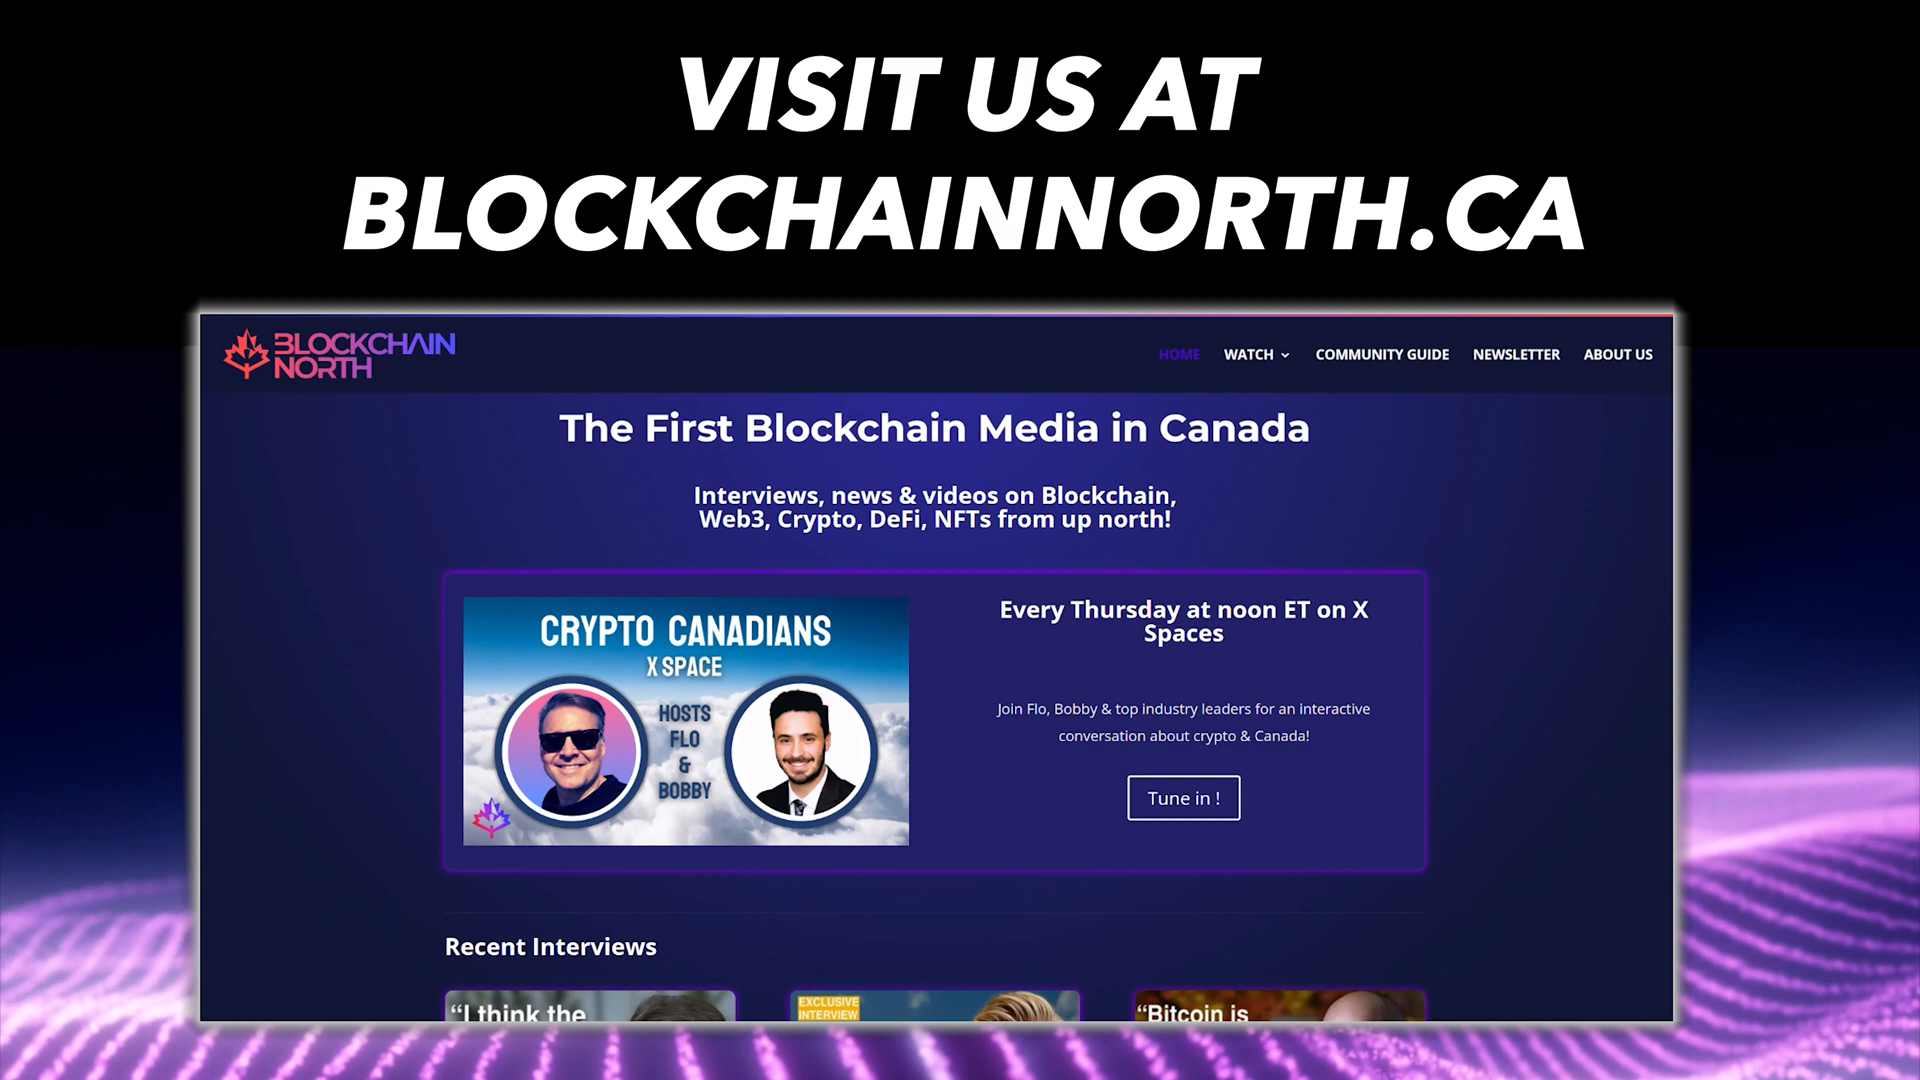 VISIT US AT
BLOCKCHAINNORTH.CA
BLOCKCHAIN
NORTH
HOME
WATCH
COMMUNITY GUIDE
NEWSLETTER
ABOUT US
The First Blockchain Media in Canada
Interviews, news & videos on Blockchain,
Web3, Crypto, DeFi, NFTs from up north!
CRYPTO CANADIANS
X SPACE
HOSTS
FLO
&
BOBBY
Every Thursday at noon ET on X
Spaces
Join Flo, Bobby & top industry leaders for an interactive
conversation about crypto & Canada!
Tune in !
Recent Interviews
“I think the
EXCLUSIVE
INTERVIEW
“Bitcoin is